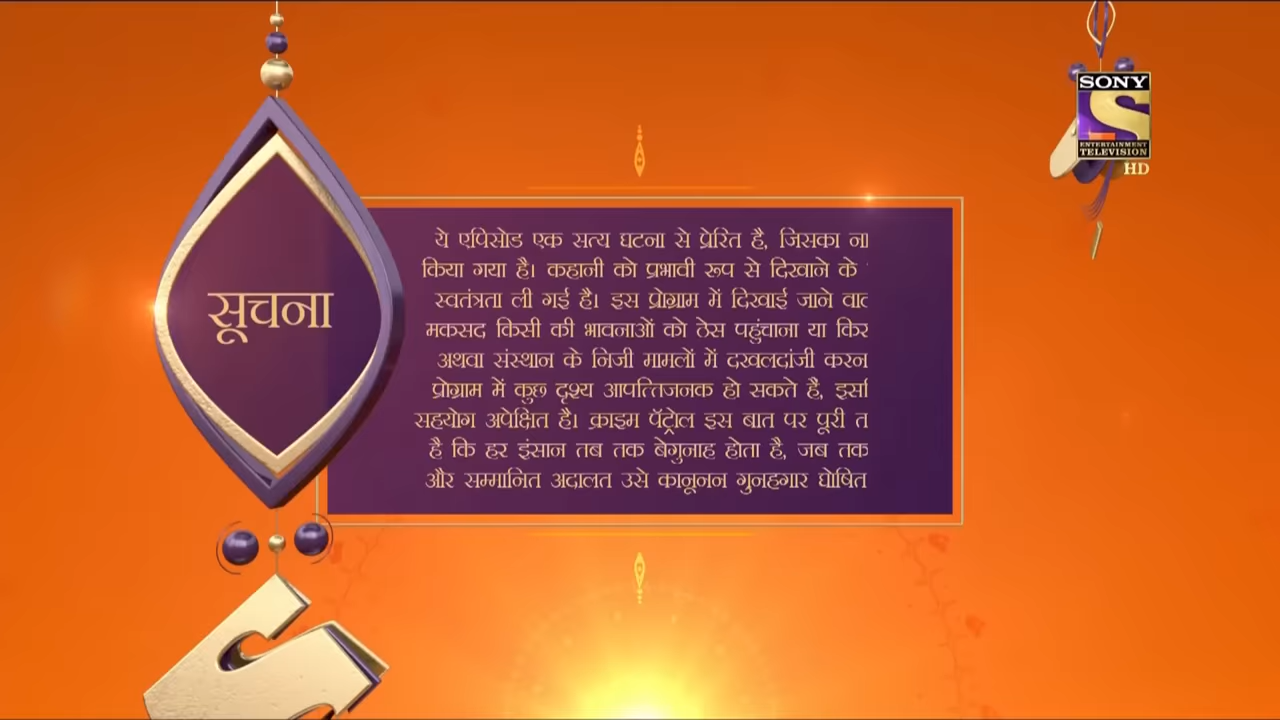 सूचना
ये एपिसोड एक सत्य घटना से प्रेरित है, जिसका
किया गया है। कहानी को प्रभावी रूप से दिखाने के
स्वतंत्रता ली गई है। इस प्रोग्राम में दिखाई जाने
मकसद किसी की भावनाओं को ठेस पहुंचाना या
अथवा संस्थान के निजी मामलों में दखलदांजी
प्रोग्राम में कुछ दृश्य आपत्तिजनक हो सकते है,
सहयोग अपेक्षित है। क्राइम पॅट्रोल इस बात पर पूरी
है कि हर इंसान तब तक बेगुनाह होता है, जब तक
और सम्मानित अदालत उसे कानूनन गुनहगार घोषित
SONY
ENTERTAINMENT
TELEVISION
HD